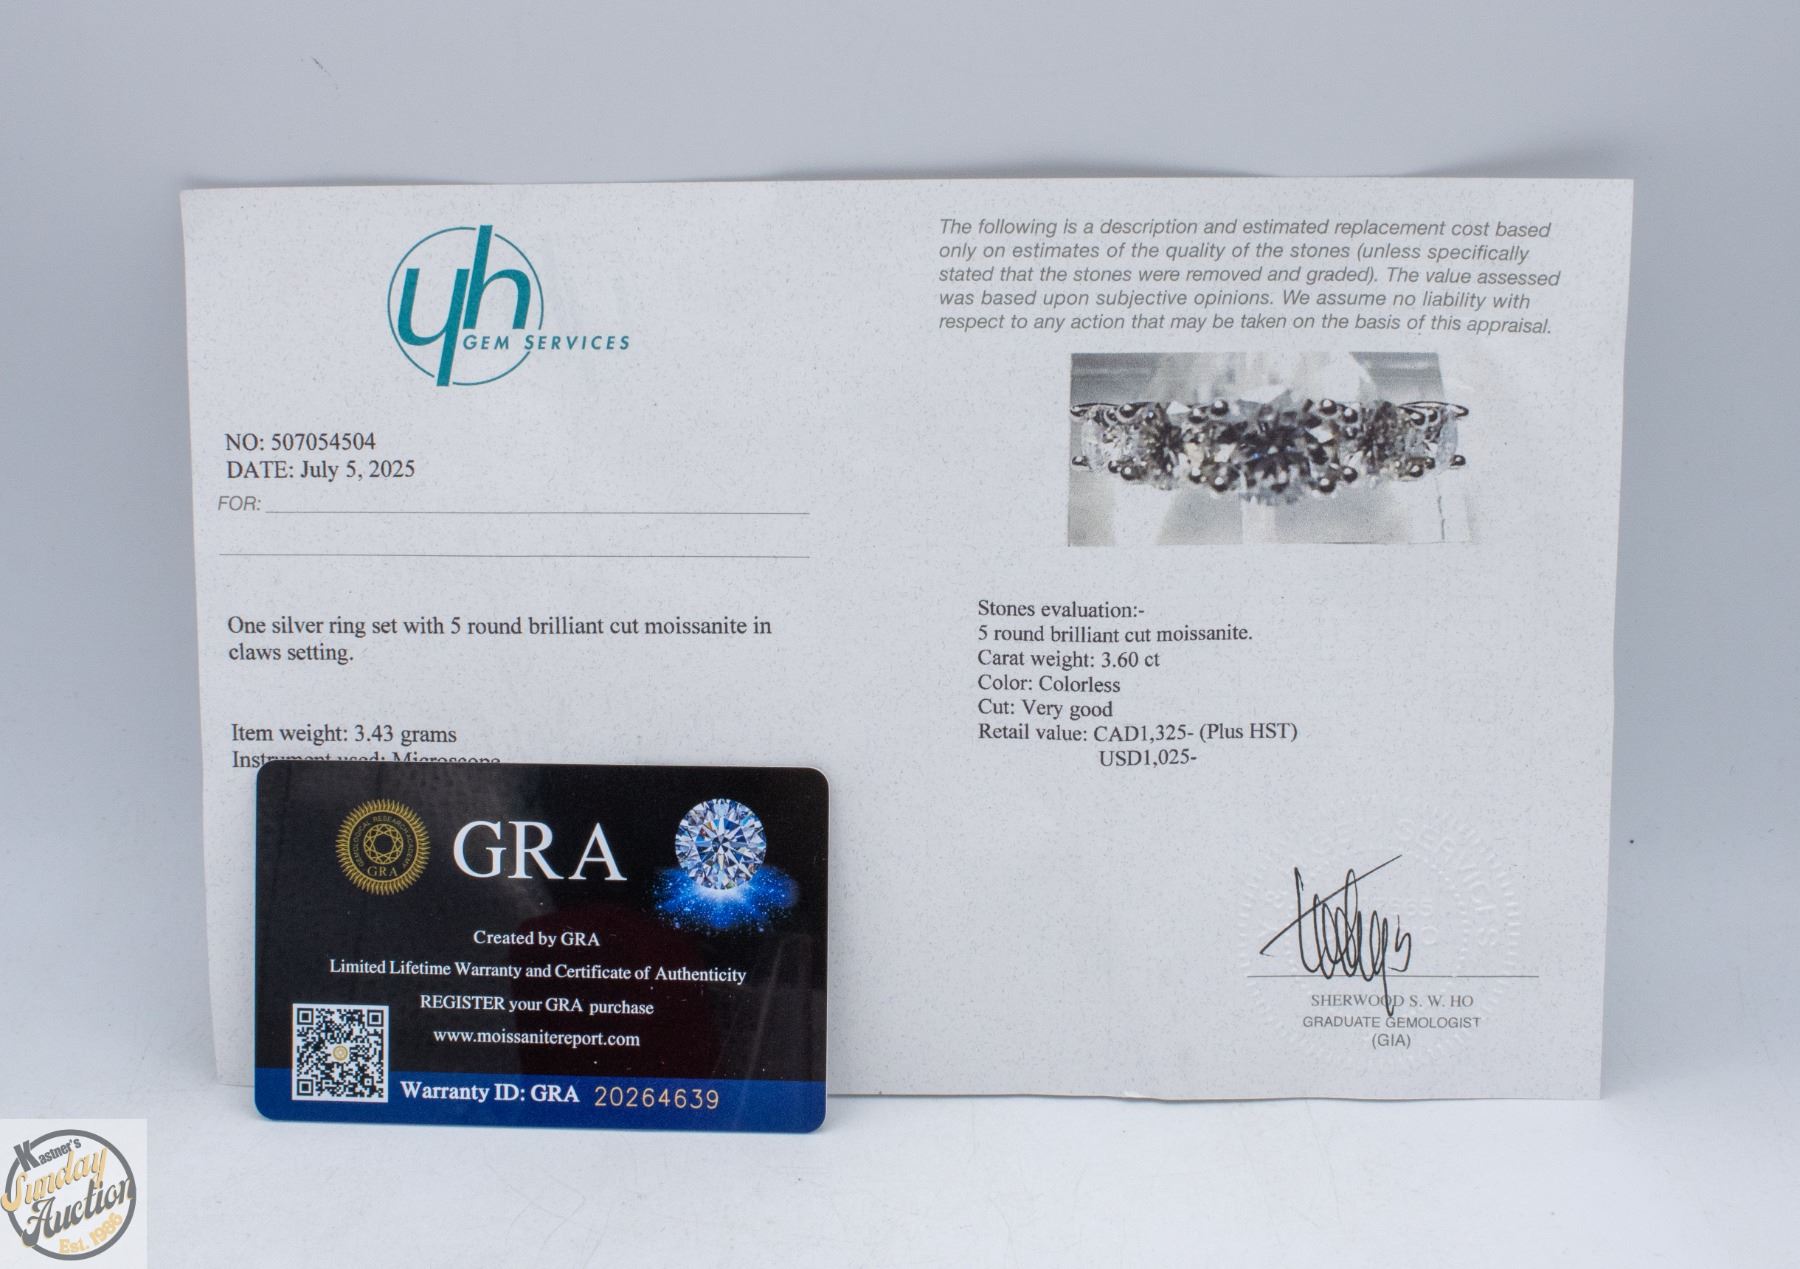 yh
GEM SERVICES
NO: 507054504
DATE: July 5, 2025
FOR:
One silver ring set with 5 round brilliant cut moissanite in
claws setting.
Item weight: 3.43 grams
Instrument used: Microscope
The following is a description and estimated replacement cost based
only on estimates of the quality of the stones (unless specifically
stated that the stones were removed and graded). The value assessed
was based upon subjective opinions. We assume no liability with
respect to any action that may be taken on the basis of this appraisal.
Stones evaluation:-
5 round brilliant cut moissanite.
Carat weight: 3.60 ct
Color: Colorless
Cut: Very good
Retail value: CAD1,325- (Plus HST)
USD1,025-
SHERWOOD S. W. HO
GRADUATE GEMOLOGIST
(GIA)
GEMOLOGICAL RESEARCH ACADEMY
GRA
GRA
Created by GRA
Limited Lifetime Warranty and Certificate of Authenticity
REGISTER your GRA purchase
www.moissanitereport.com
Warranty ID: GRA 20264639
Kastner's
Sunday
Auction
Est. 1986